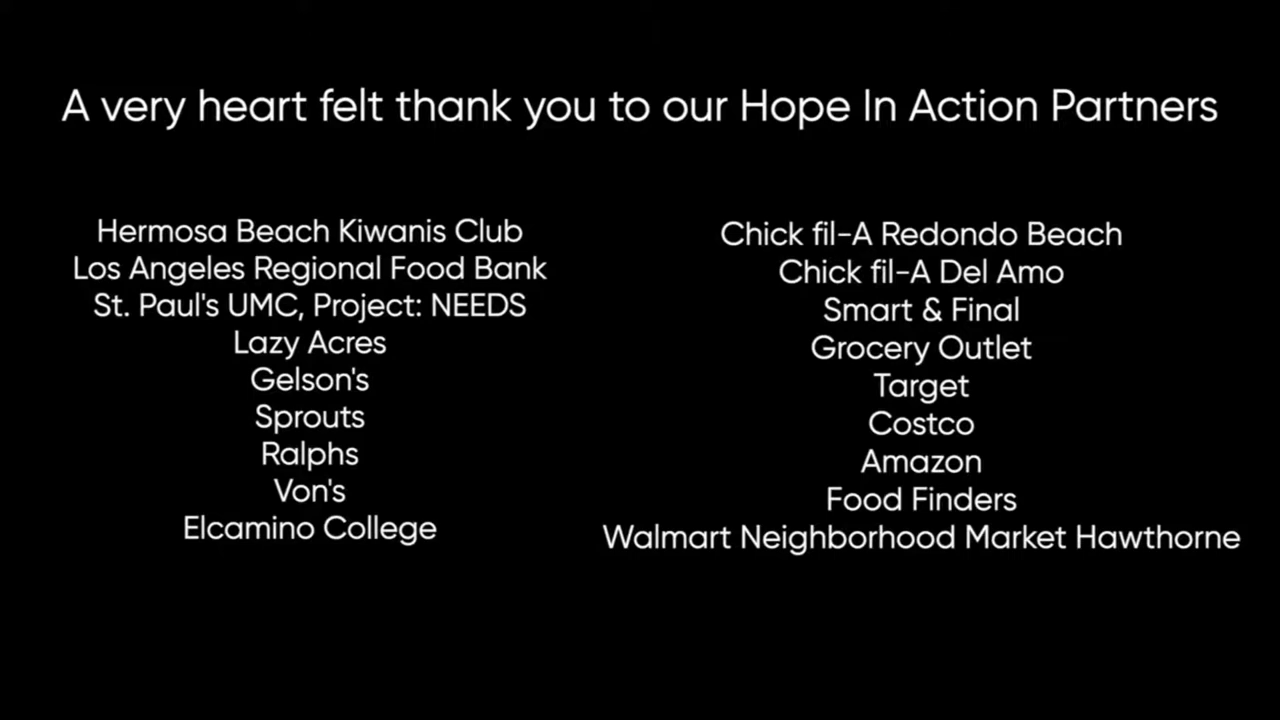 A very heart felt thank you to our Hope In Action Partners
Hermosa Beach Kiwanis Club
Los Angeles Regional Food Bank
St. Paul's UMC, Project: NEEDS
Lazy Acres
Gelson's
Sprouts
Ralphs
Von's
Elcamino College
Chick fil-A Redondo Beach
Chick fil-A Del Amo
Smart & Final
Grocery Outlet
Target
Costco
Amazon
Food Finders
Walmart Neighborhood Market Hawthorne